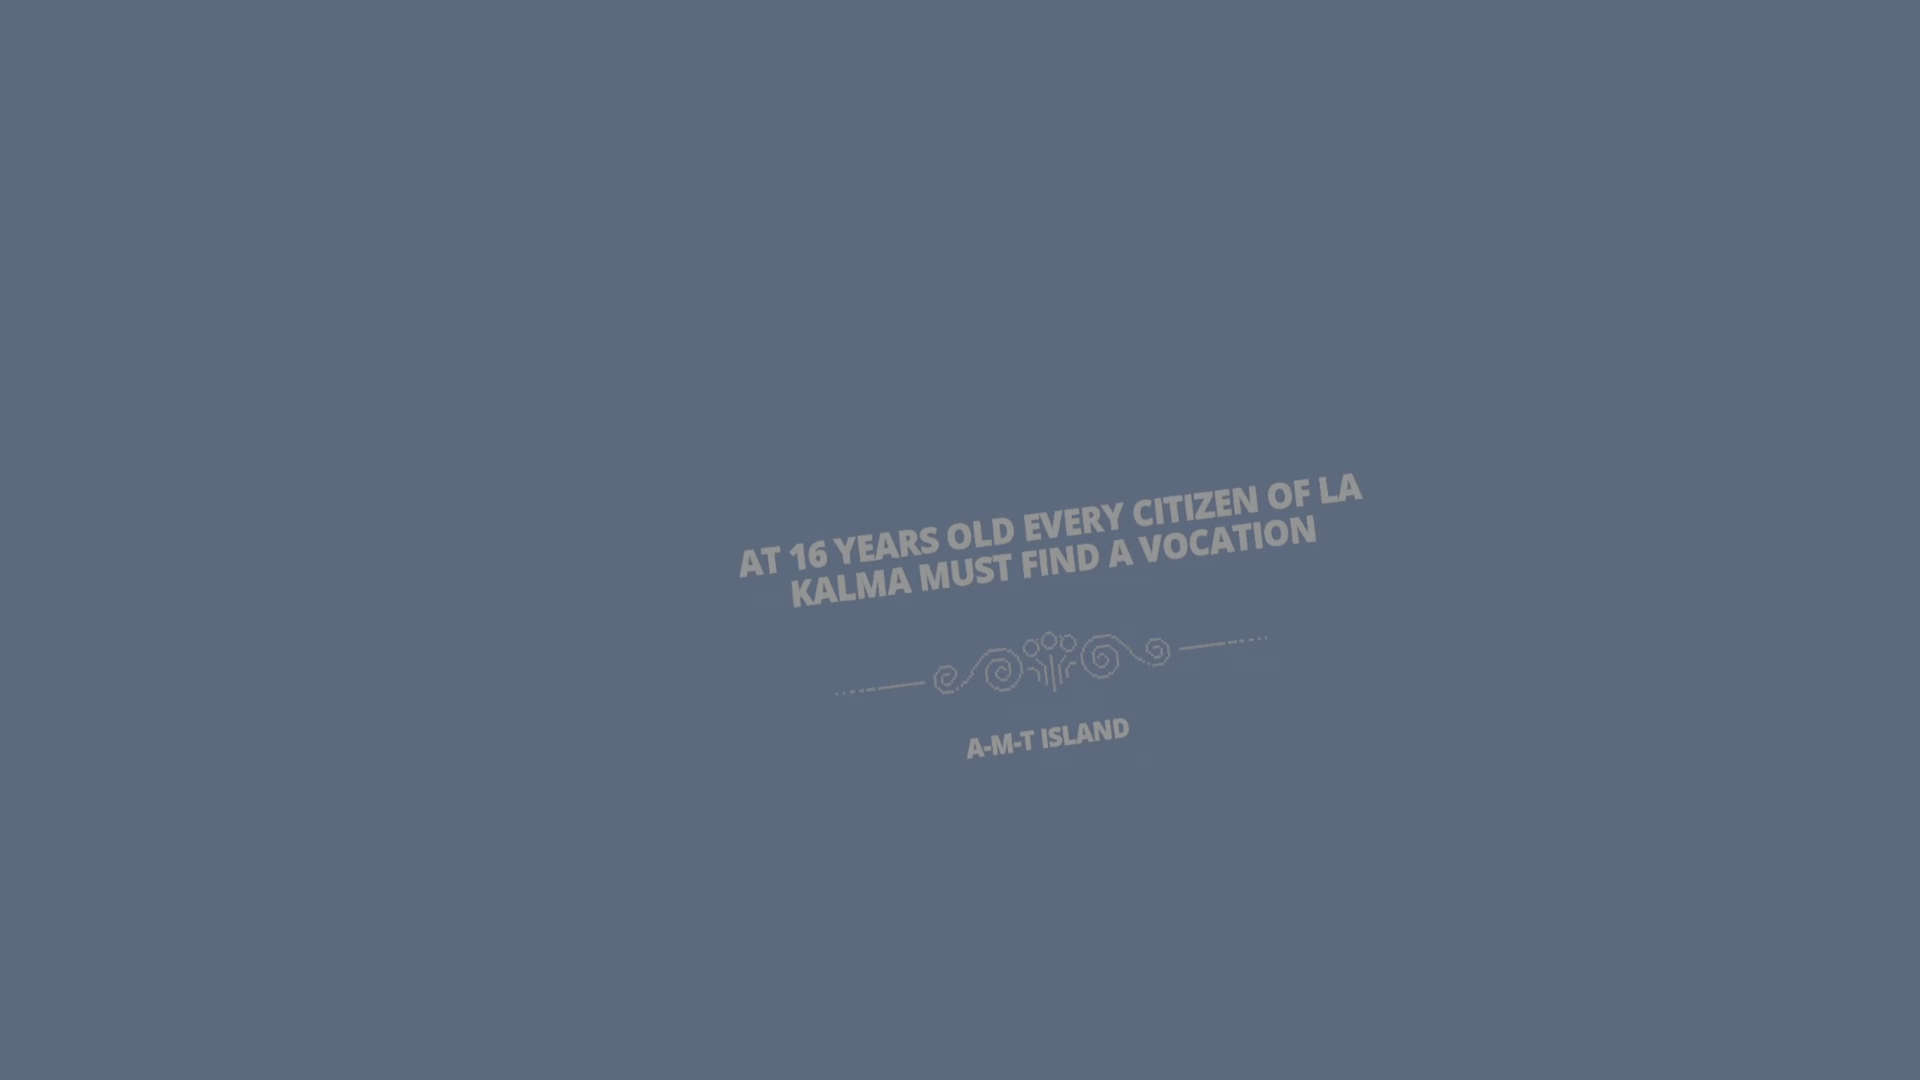 AT 16 YEARS OLD EVERY CITIZEN OF LA
KALMA MUST FIND A VOCATION
A-M-T ISLAND